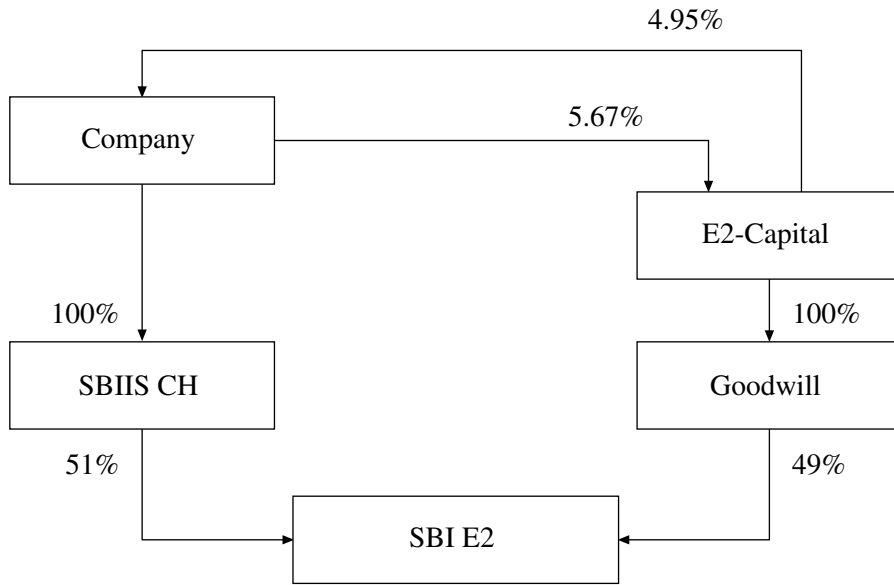 4.95%
Company
5.67%
E2-Capital
100%
100%
SBIIS CH
Goodwill
51%
49%
SBI E2